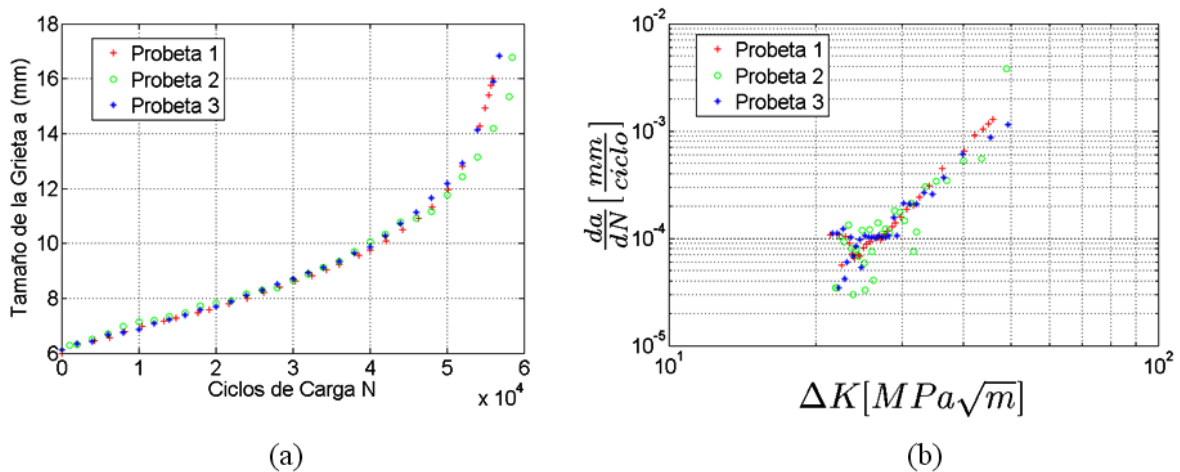 18
16
14
12
10
8
6
Tamaño de la Grieta a (mm)
Probeta 1
Probeta 2
Probeta 3
0 1 2 3 4 5 6
Ciclos de Carga N
x 10^4
(a)
10^-2
10^-3
10^-4
10^-5
da/dN [mm/ciclo]
Probeta 1
Probeta 2
Probeta 3
10^1 10^2
ΔK[MPa√m]
(b)